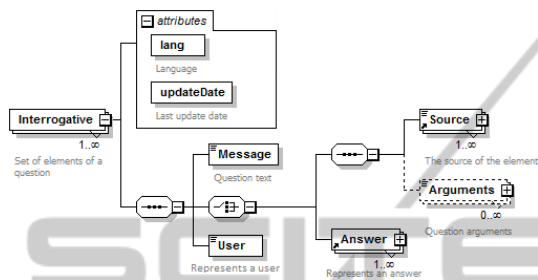 attributes
lang
Language
updateDate
Last update date
Interrogative
1..∞
Set of elements of a
question
Message
Question text
User
Represents a user
Source
1..∞
The source of the element
Arguments
0..∞
Question arguments
Answer
1..∞
Represents an answer
SCITE